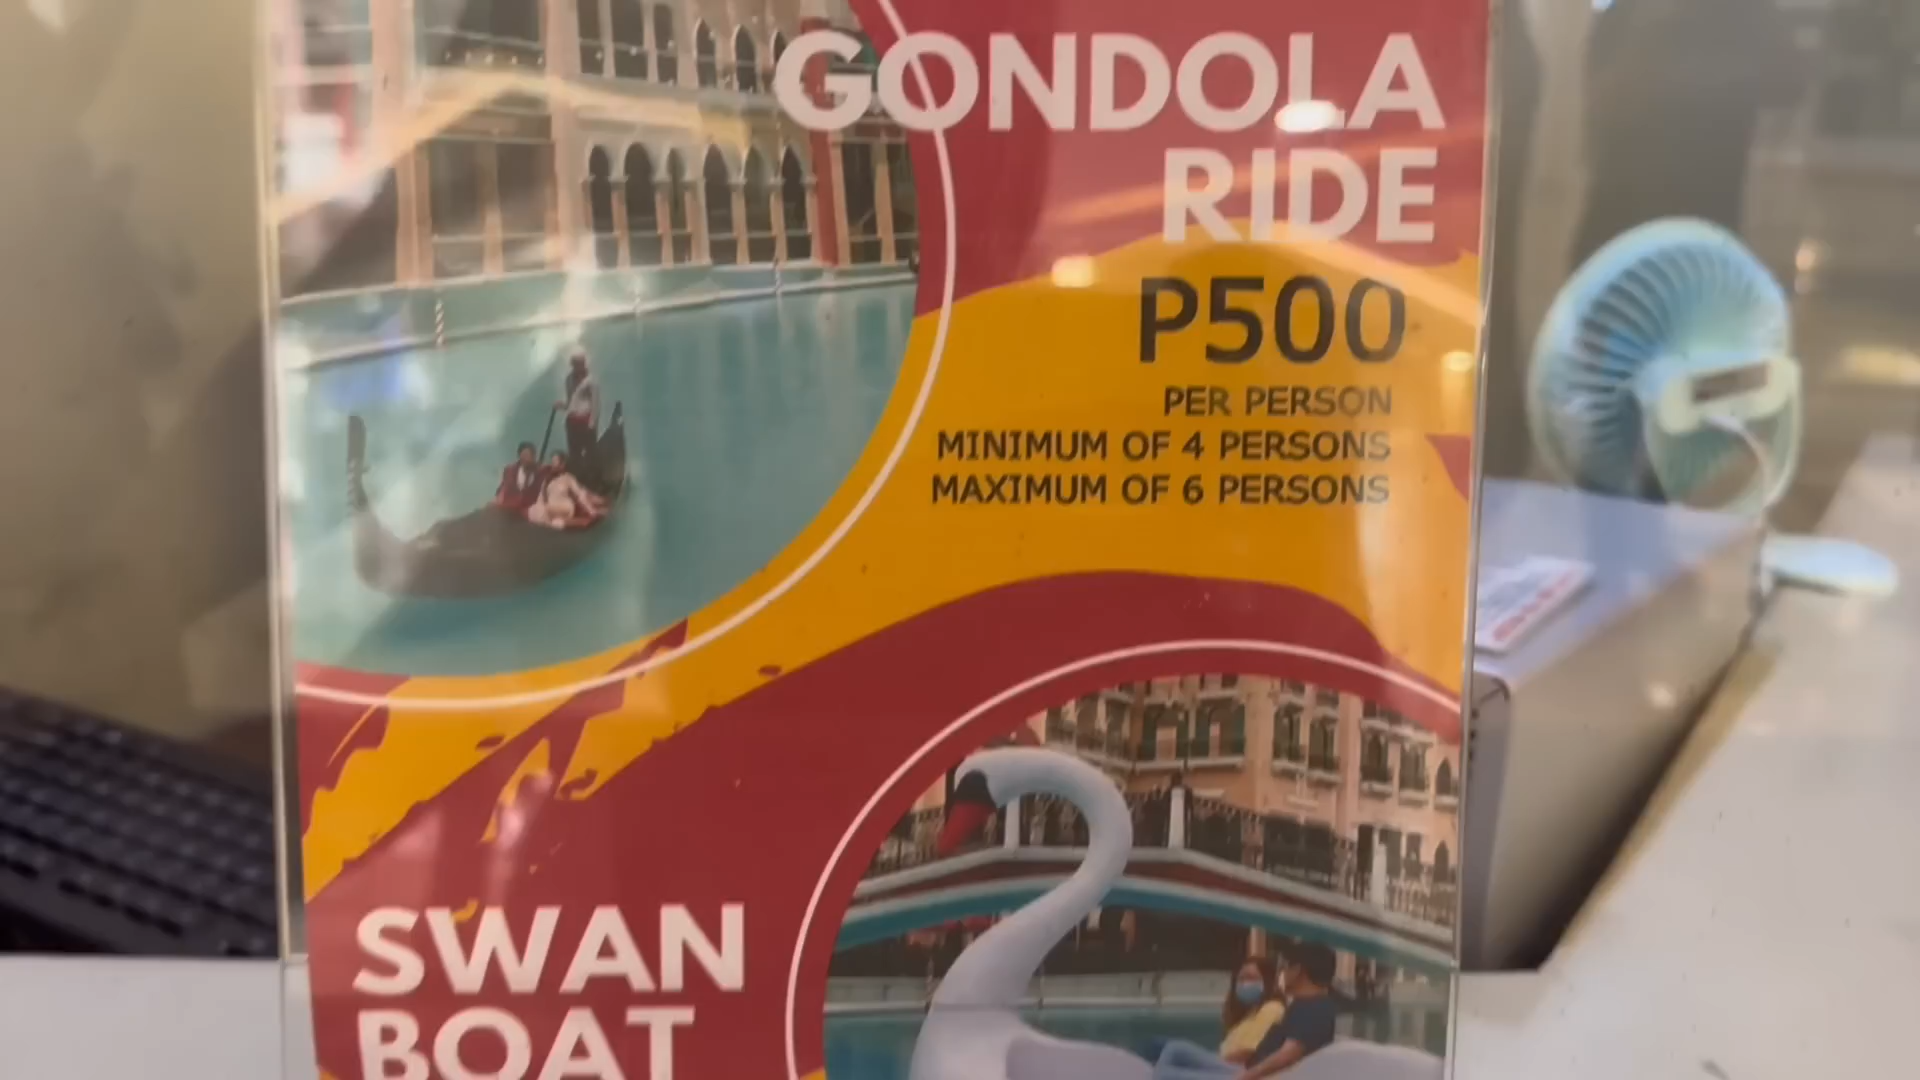 GONDOLA
RIDE
P500
PER PERSON
MINIMUM OF 4 PERSONS
MAXIMUM OF 6 PERSONS
SWAN
BOAT